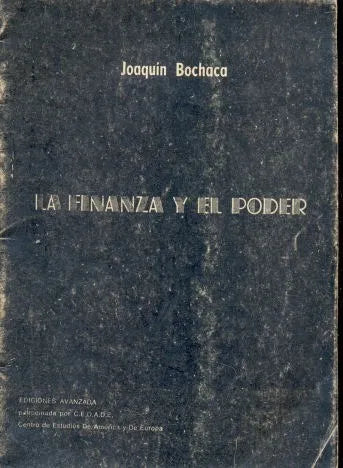 Joaquín Bochaca
LA FINANZA Y EL PODER
EDICIONES AVANZADA
patrocinada por C.E.D.A.D.E.
Centro de Estudios De América y De Europa